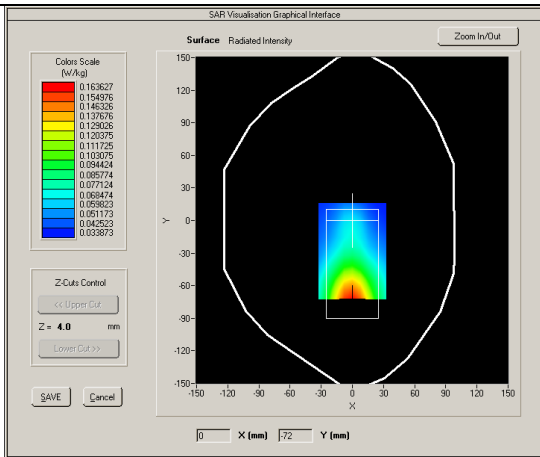 SAR Visualisation Graphical Interface
Surface Radiated Intensity
Zoom In/Out
Colors Scale
(W/kg)
0.163627
0.154976
0.146326
0.137676
0.129026
0.120375
0.111725
0.103075
0.094424
0.085774
0.077124
0.068474
0.059823
0.051173
0.042523
0.033873
Z-Cuts Control
<< Upper Cut
Z = 4.0 mm
Lower Cut >>
SAVE Cancel
150
120
90
60
30
Y 0
-30
-60
-90
-120
-150
-150 -120 -90 -60 -30 0 30 60 90 120 150
X
0 X (mm) -72 Y (mm)